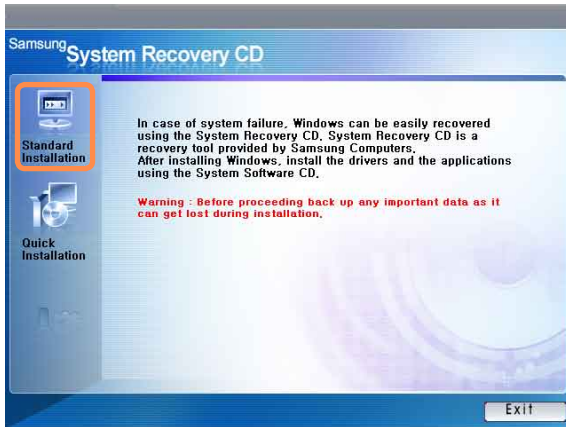 Samsung System Recovery CD
Standard
Installation
Quick
Installation
In case of system failure, Windows can be easily recovered
using the System Recovery CD. System Recovery CD is a
recovery tool provided by Samsung Computers.
After installing Windows, install the drivers and the applications
using the System Software CD.
Warning : Before proceeding back up any important data as it
can get lost during installation.
Exit